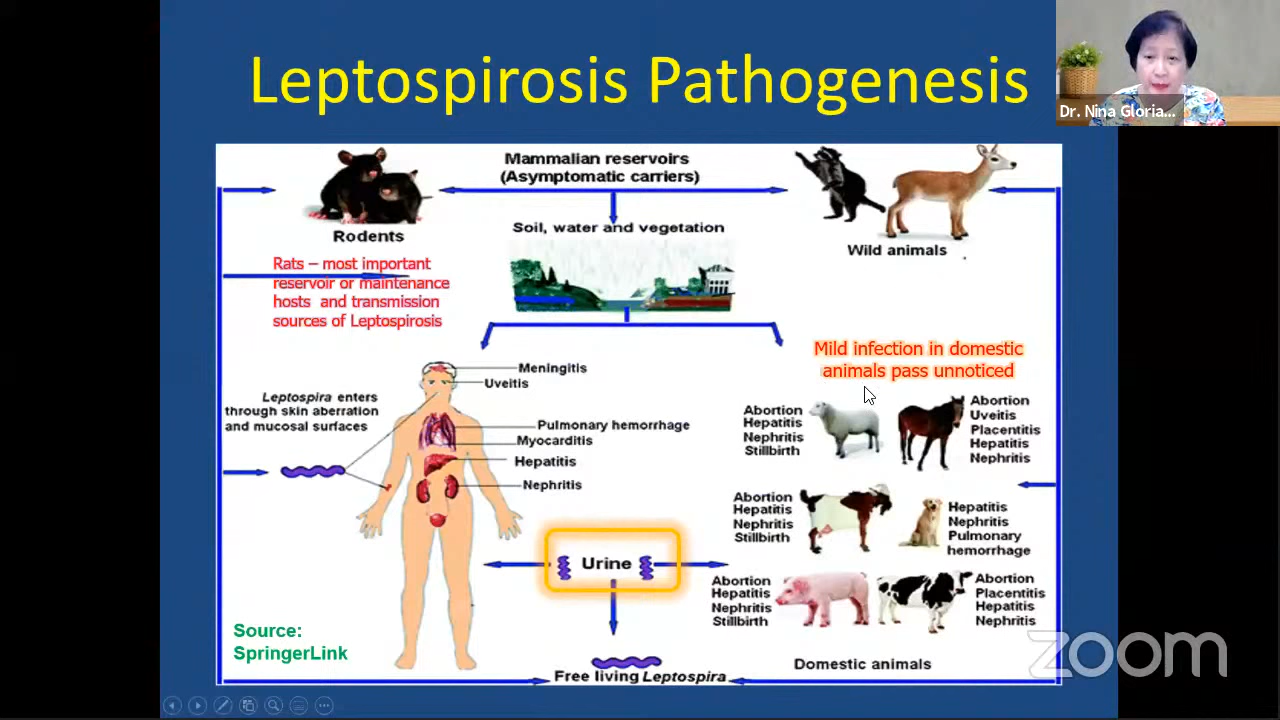 Leptospirosis Pathogenesis
Dr. Nina Gloria...
Mammalian reservoirs
(Asymptomatic carriers)
Rodents
Soil, water and vegetation
Wild animals
Rats – most important
reservoir or maintenance
hosts and transmission
sources of Leptospirosis
Mild infection in domestic
animals pass unnoticed
Leptospira enters
through skin aberration
and mucosal surfaces
Meningitis
Uveitis
Pulmonary hemorrhage
Myocarditis
Hepatitis
Nephritis
Abortion
Hepatitis
Nephritis
Stillbirth
Abortion
Uveitis
Placentitis
Hepatitis
Nephritis
Abortion
Hepatitis
Nephritis
Stillbirth
Hepatitis
Nephritis
Pulmonary
hemorrhage
Urine
Abortion
Hepatitis
Nephritis
Stillbirth
Abortion
Placentitis
Hepatitis
Nephritis
Source:
SpringerLink
Free living Leptospira
Domestic animals
zoom